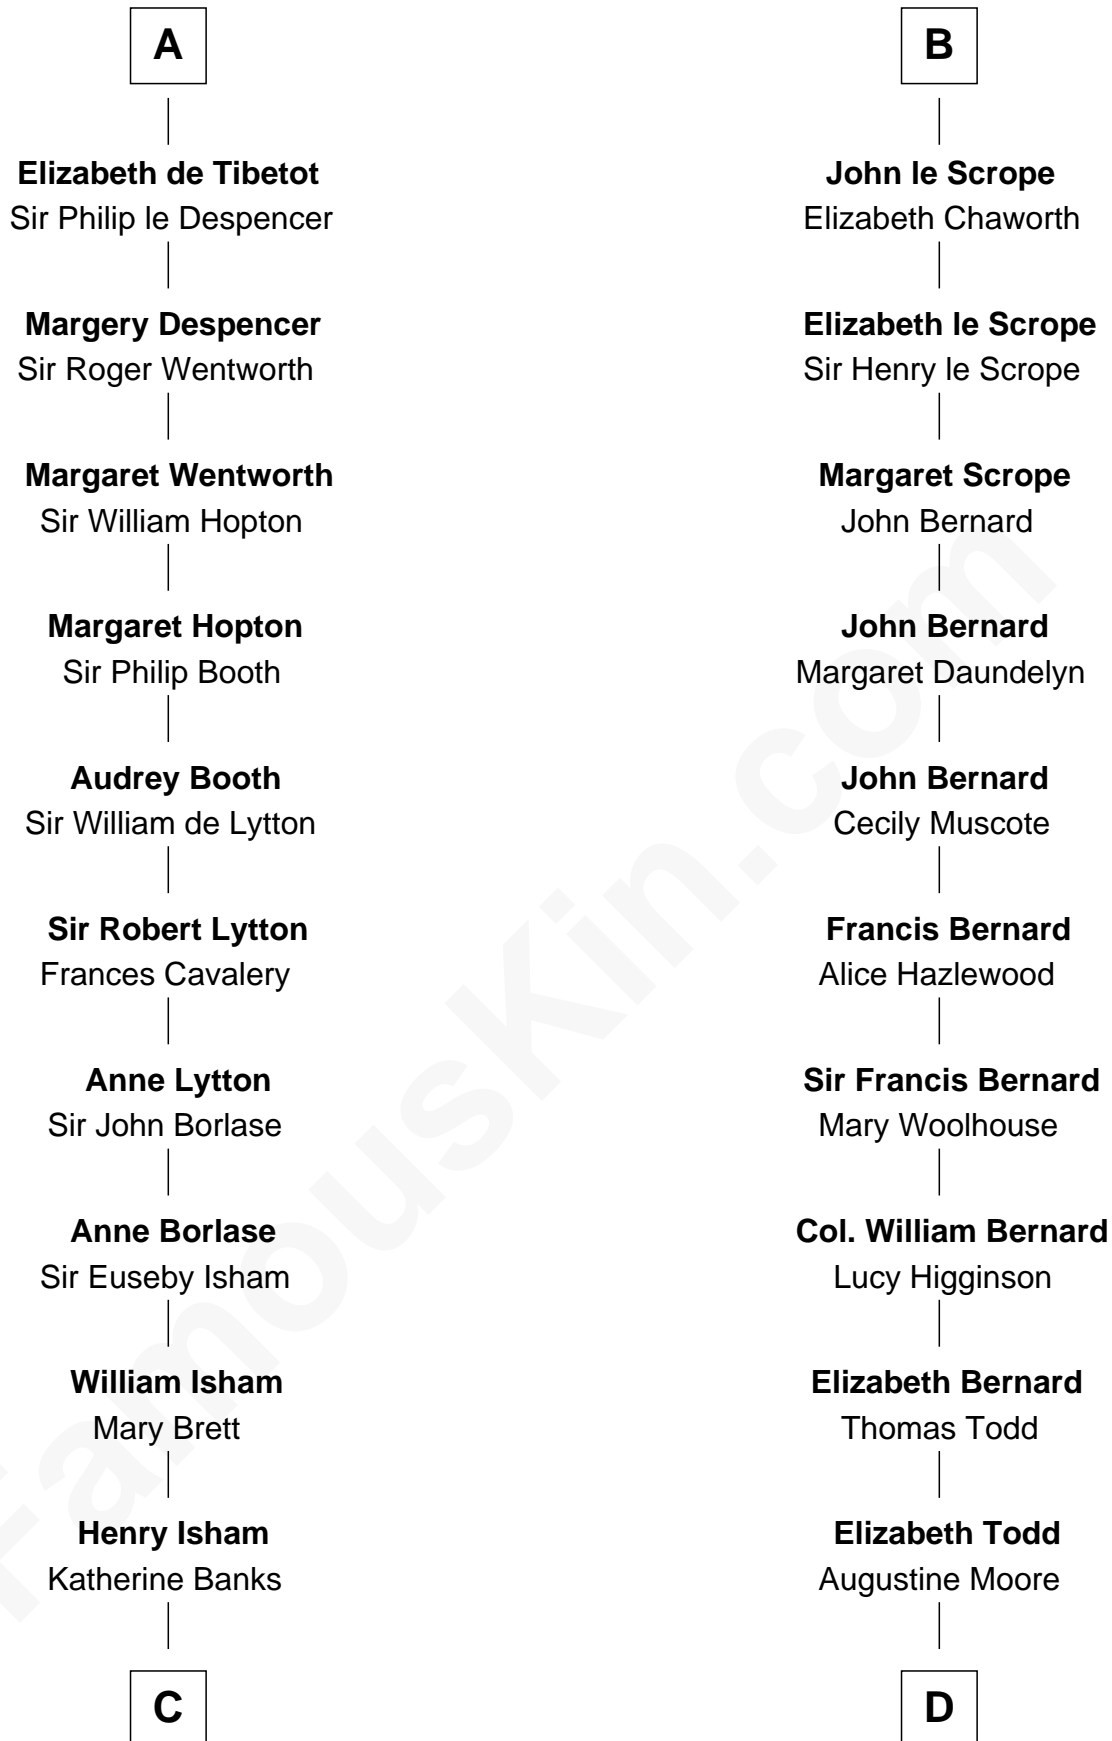 A
Elizabeth de Tibetot
Sir Philip le Despencer
Margery Despencer
Sir Roger Wentworth
Margaret Wentworth
Sir William Hopton
Margaret Hopton
Sir Philip Booth
Audrey Booth
Sir William de Lytton
Sir Robert Lytton
Frances Cavalery
Anne Lytton
Sir John Borlase
Anne Borlase
Sir Euseby Isham
William Isham
Mary Brett
Henry Isham
Katherine Banks
C
B
John le Scrope
Elizabeth Chaworth
Elizabeth le Scrope
Sir Henry le Scrope
Margaret Scrope
John Bernard
John Bernard
Margaret Daundelyn
John Bernard
Cecily Muscote
Francis Bernard
Alice Hazlewood
Sir Francis Bernard
Mary Woolhouse
Col. William Bernard
Lucy Higginson
Elizabeth Bernard
Thomas Todd
Elizabeth Todd
Augustine Moore
D
FamousKin.com